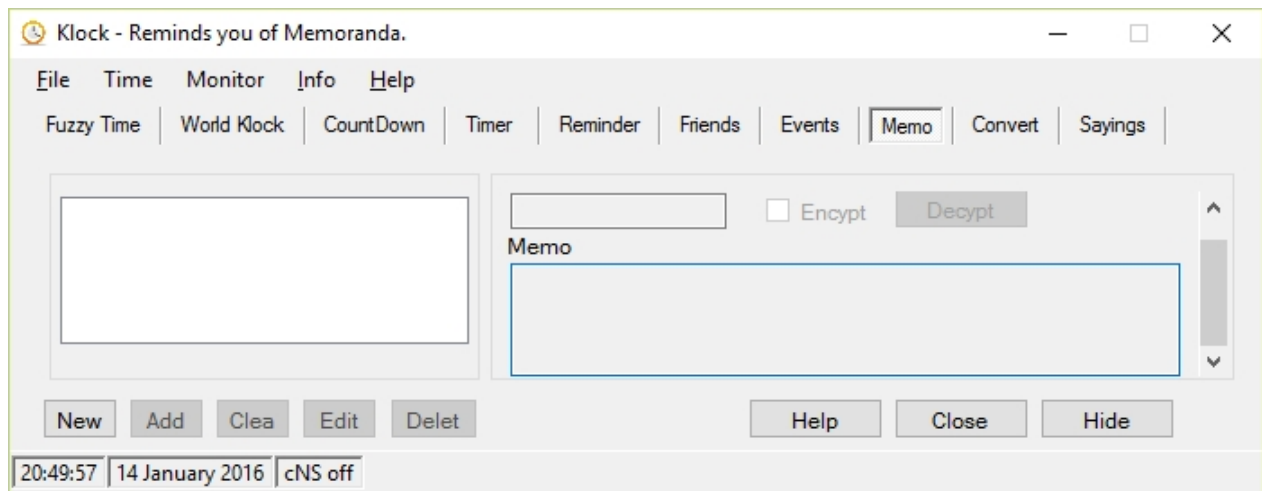 Klock - Reminds you of Memoranda.
File Time Monitor Info Help
Fuzzy Time World Klock CountDown Timer Reminder Friends Events Memo Convert Sayings
Encypt Decypt
Memo
New Add Clea Edit Delet Help Close Hide
20:49:57 14 January 2016 cNS off